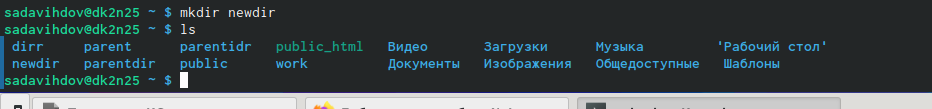 sadavihdov@dk2n25 ~ $ mkdir newdir
sadavihdov@dk2n25 ~ $ ls
dirr parent parentidr public_html Видео Загрузки Музыка 'Рабочий стол'
newdir parentdir public work Документы Изображения Общедоступные Шаблоны
sadavihdov@dk2n25 ~ $